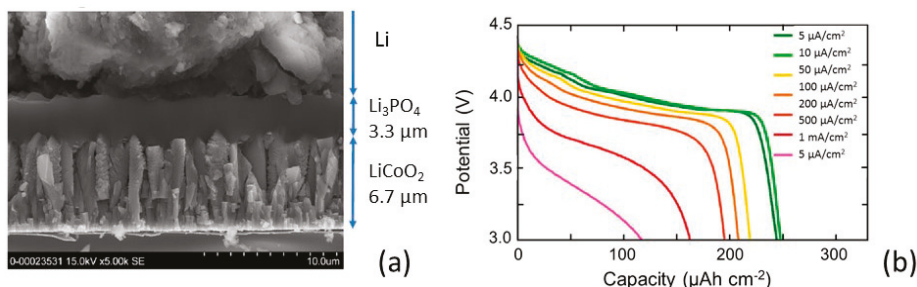 Li
Li₃PO₄
3.3 μm
LiCoO₂
6.7 μm
0-00023531 15.0kV x5.00k SE
10.0um
(a)
4.5
4.0
3.5
3.0
Potential (V)
0
100
200
300
Capacity (μAh cm⁻²)
5 μA/cm²
10 μA/cm²
50 μA/cm²
100 μA/cm²
200 μA/cm²
500 μA/cm²
1 mA/cm²
5 μA/cm²
(b)